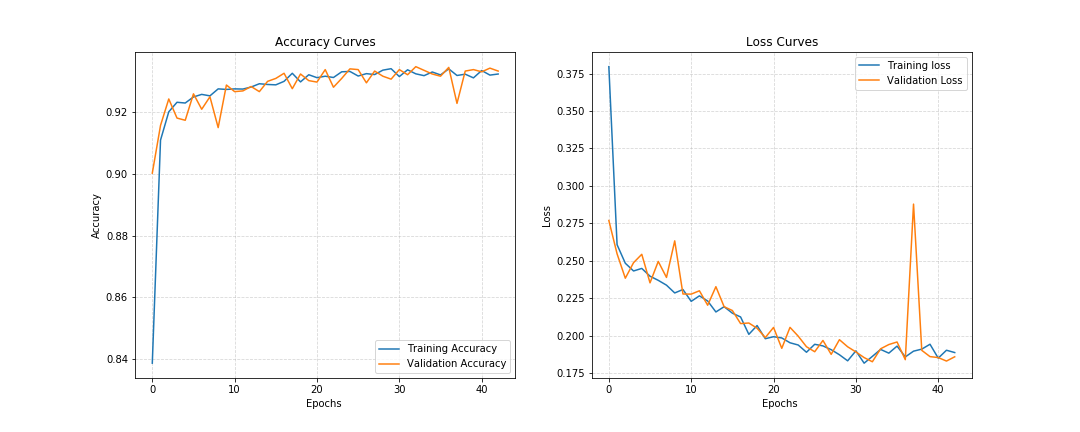 Accuracy Curves
0.92
0.90
0.88
0.86
0.84
Accuracy
Training Accuracy
Validation Accuracy
0 10 20 30 40
Epochs
Loss Curves
0.375
0.350
0.325
0.300
0.275
0.250
0.225
0.200
0.175
Loss
Training loss
Validation Loss
0 10 20 30 40
Epochs